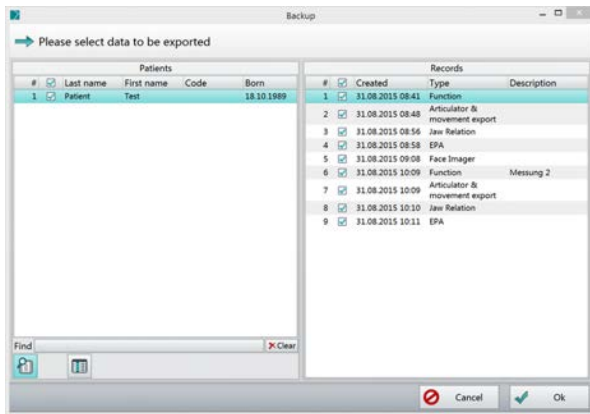 Backup
Please select data to be exported
Patients
# Last name First name Code Born
1 Patient Test 18.10.1989
Find Clear
Records
# Created Type Description
1 31.08.2015 08:41 Function
2 31.08.2015 08:48 Articulator &
movement export
3 31.08.2015 08:56 Jaw Relation
4 31.08.2015 08:58 EPA
5 31.08.2015 09:08 Face Imager
6 31.08.2015 10:09 Function Messung 2
7 31.08.2015 10:09 Articulator &
movement export
8 31.08.2015 10:10 Jaw Relation
9 31.08.2015 10:11 EPA
Cancel Ok